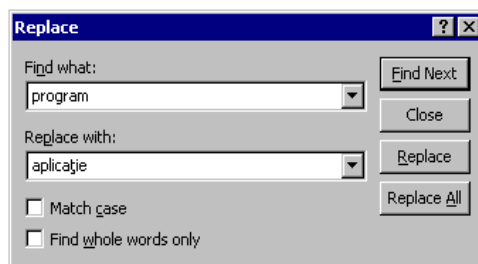 Replace
Find what:
program
Find Next
Close
Replace with:
aplicaţie
Replace
Match case
Replace All
Find whole words only